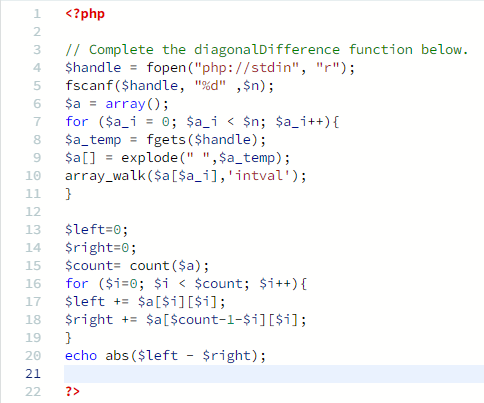 1 <?php
2
3 // Complete the diagonalDifference function below.
4 $handle = fopen("php://stdin", "r");
5 fscanf($handle, "%d" ,$n);
6 $a = array();
7 for ($a_i = 0; $a_i < $n; $a_i++){
8 $a_temp = fgets($handle);
9 $a[] = explode(" ",$a_temp);
10 array_walk($a[$a_i],'intval');
11 }
12
13 $left=0;
14 $right=0;
15 $count= count($a);
16 for ($i=0; $i < $count; $i++){
17 $left += $a[$i][$i];
18 $right += $a[$count-1-$i][$i];
19 }
20 echo abs($left - $right);
21
22 ?>